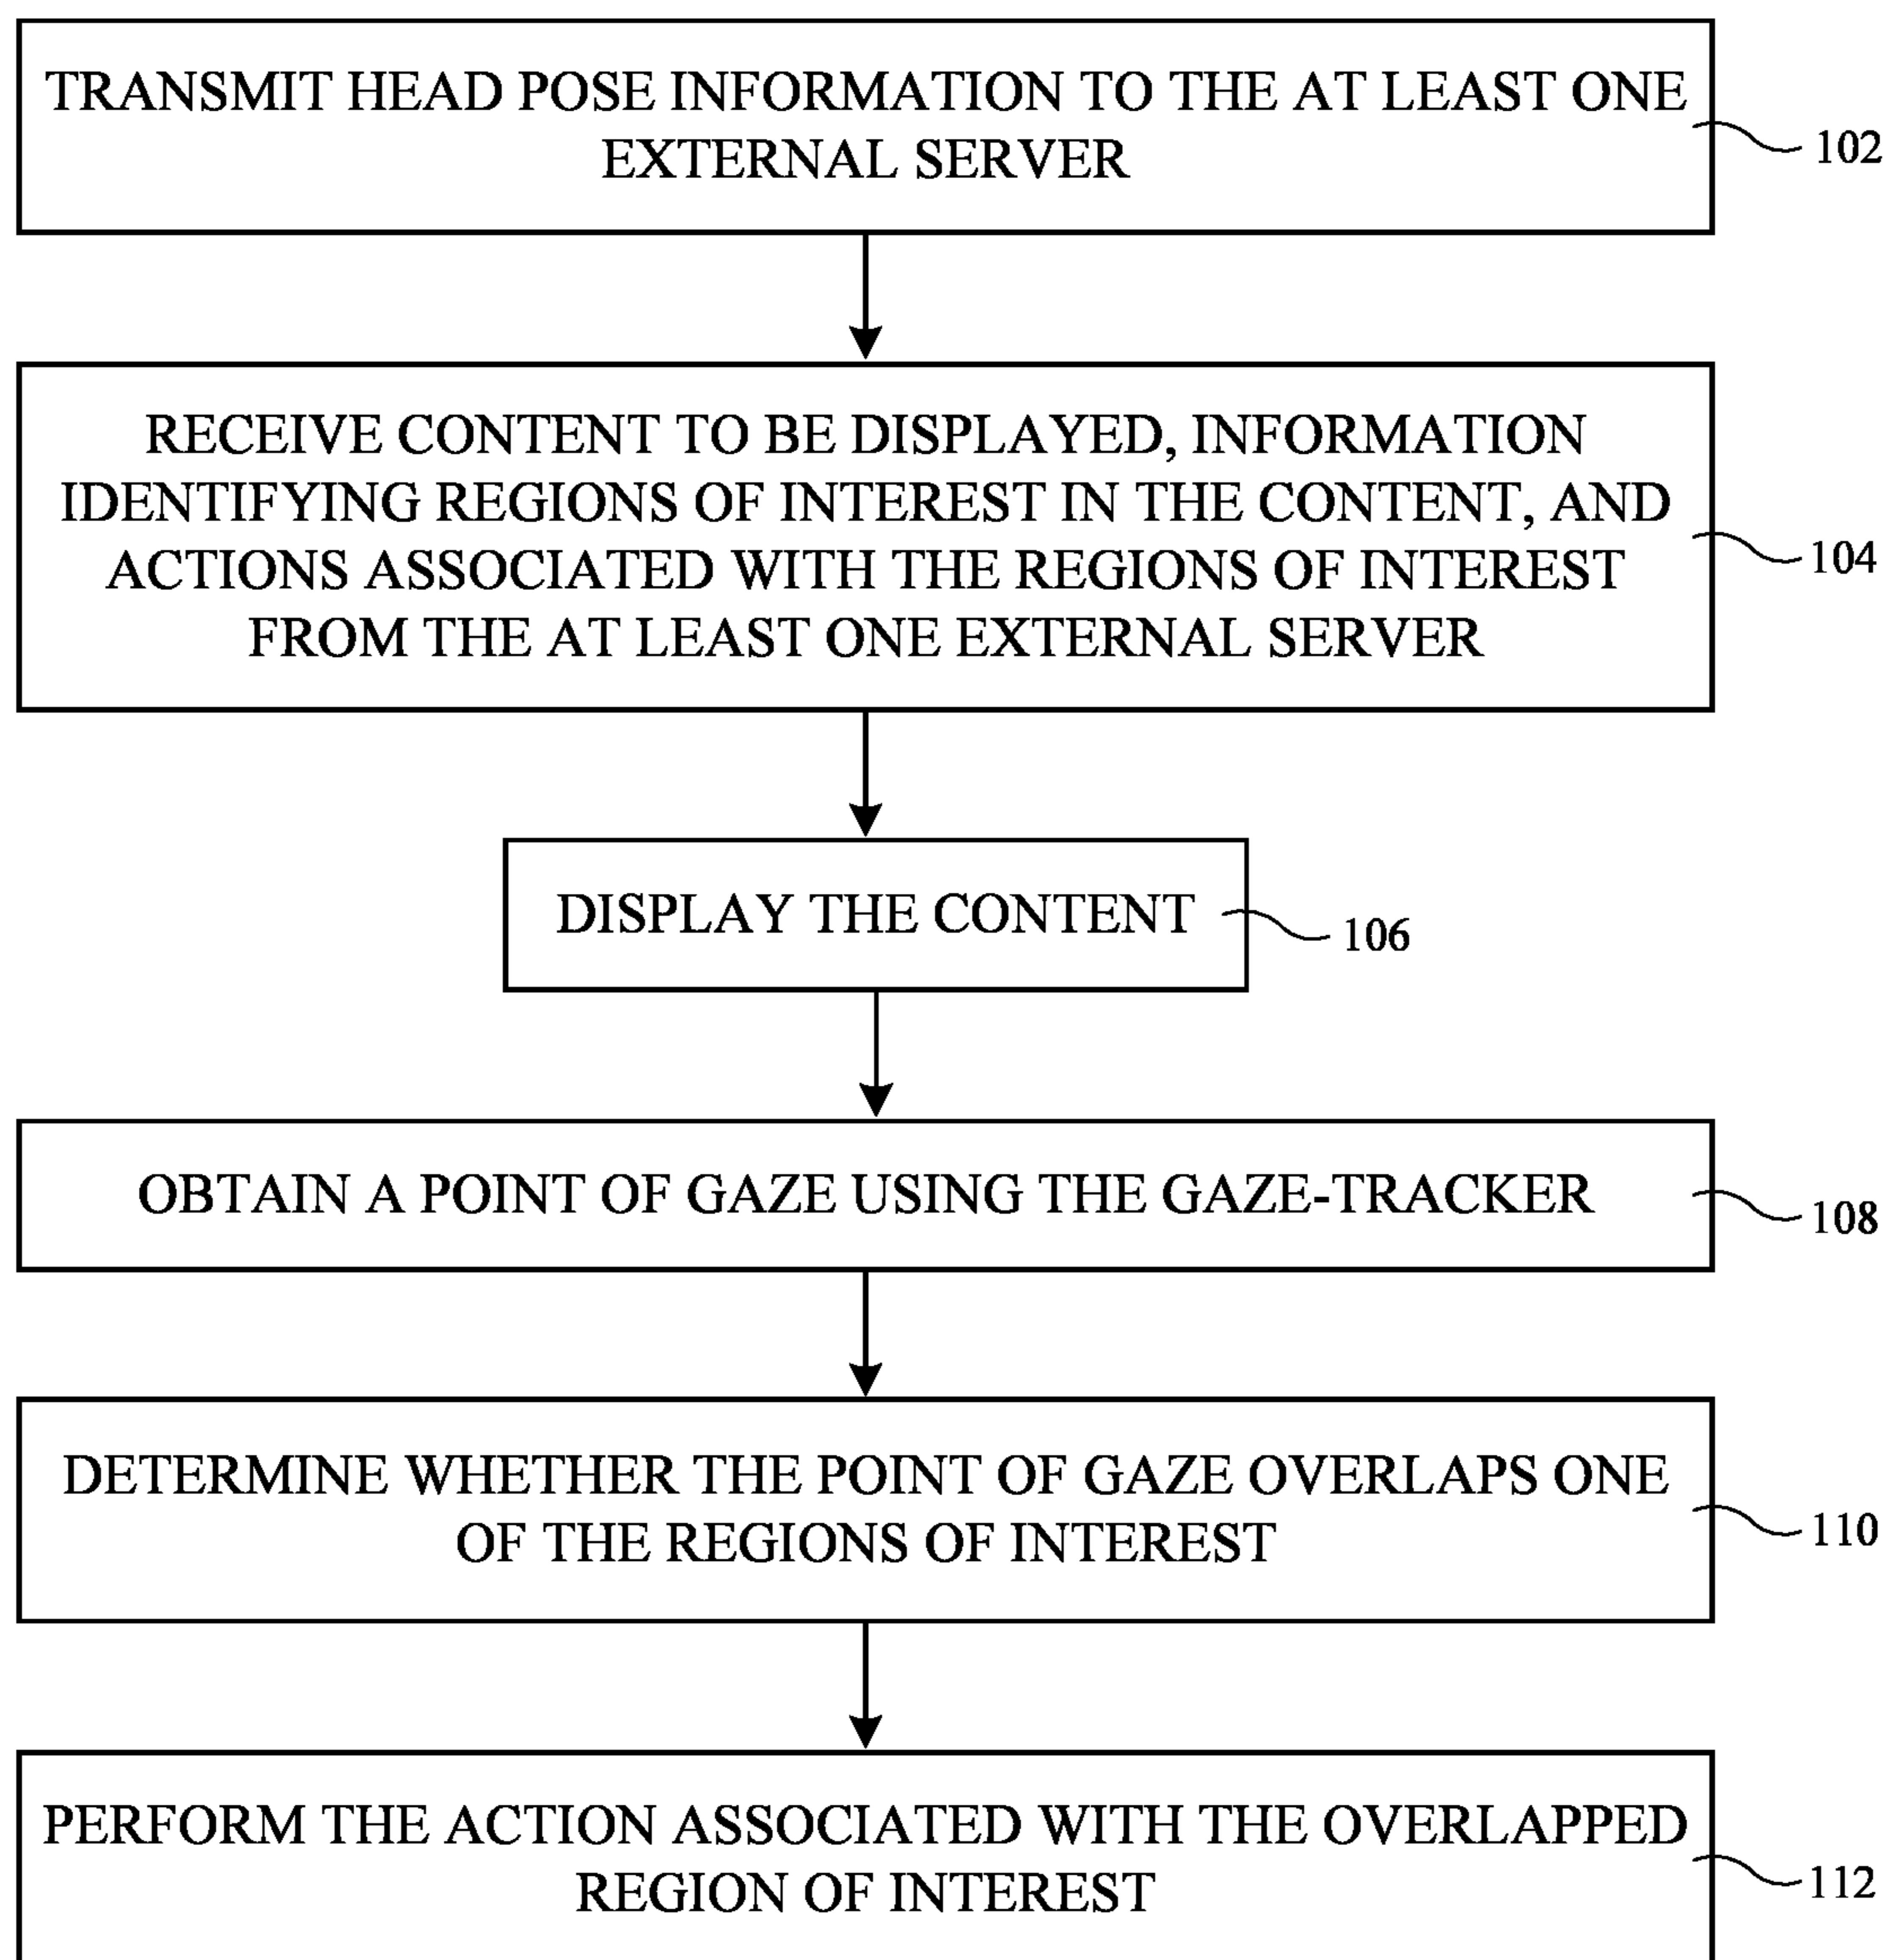 TRANSMIT HEAD POSE INFORMATION TO THE AT LEAST ONE
EXTERNAL SERVER
102
RECEIVE CONTENT TO BE DISPLAYED, INFORMATION
IDENTIFYING REGIONS OF INTEREST IN THE CONTENT, AND
ACTIONS ASSOCIATED WITH THE REGIONS OF INTEREST
FROM THE AT LEAST ONE EXTERNAL SERVER
104
DISPLAY THE CONTENT
106
OBTAIN A POINT OF GAZE USING THE GAZE-TRACKER
108
DETERMINE WHETHER THE POINT OF GAZE OVERLAPS ONE
OF THE REGIONS OF INTEREST
110
PERFORM THE ACTION ASSOCIATED WITH THE OVERLAPPED
REGION OF INTEREST
112